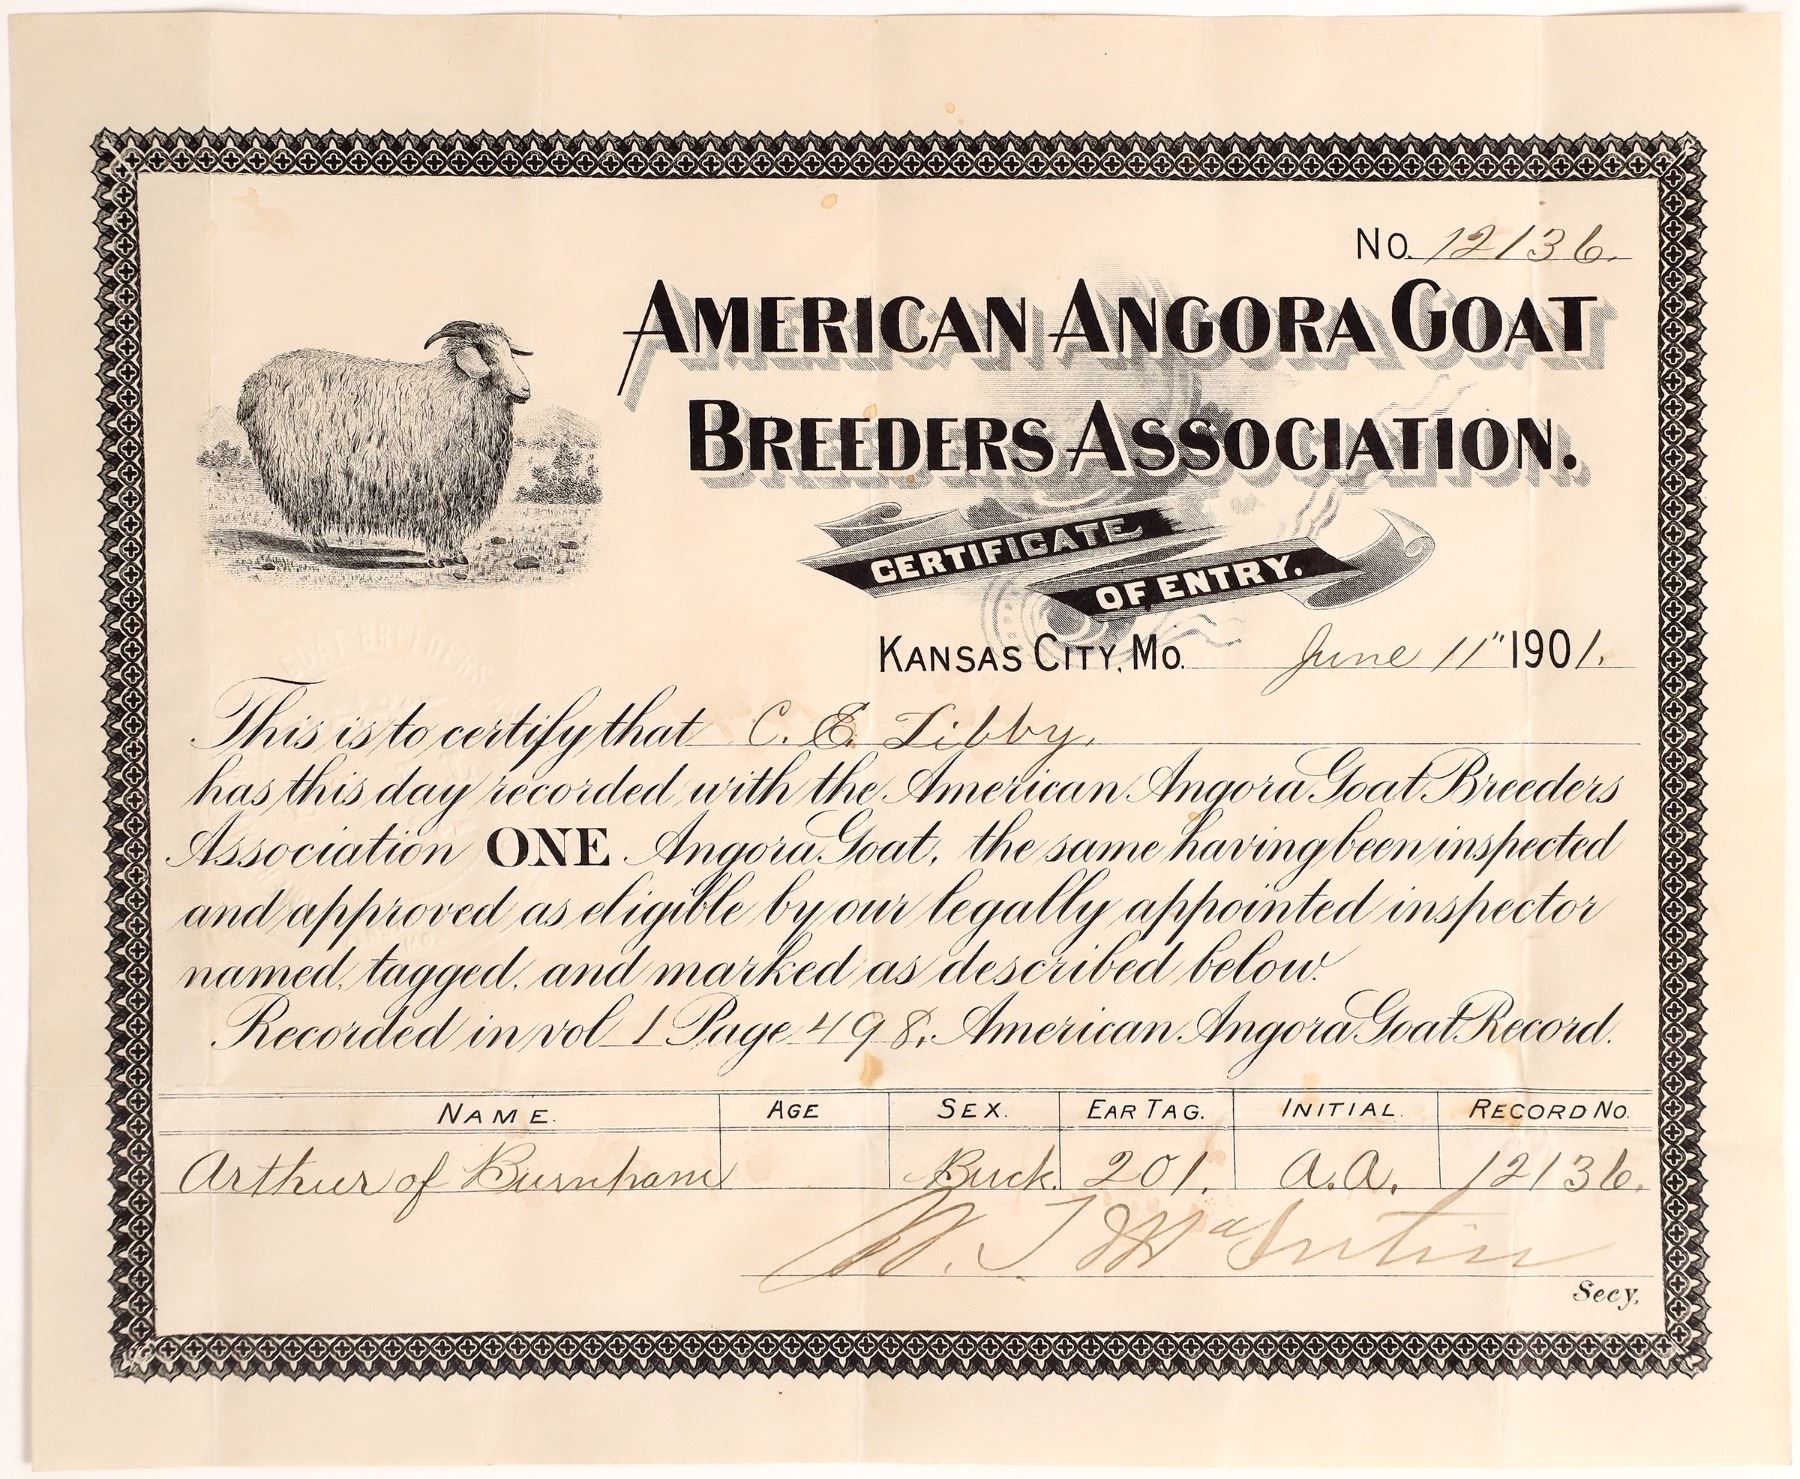 No. 12136.
AMERICAN ANGORA GOAT
BREEDERS ASSOCIATION.
CERTIFICATE
OF ENTRY.
KANSAS CITY, Mo. June 11" 1901.
GOAT BREEDERS
This is to certify that C. E. Libby,
has this day recorded with the American Angora Goat Breeders
Association ONE Angora Goat, the same having been inspected
and approved as eligible by our legally appointed inspector
named, tagged, and marked as described below:
Recorded in vol 1 Page 498, American Angora Goat Record.
NAME. AGE SEX. EAR TAG. INITIAL. RECORD NO.
Arthur of Burnham Buck. 201. A.A. 12136.
W. T. McIntire
Secy,